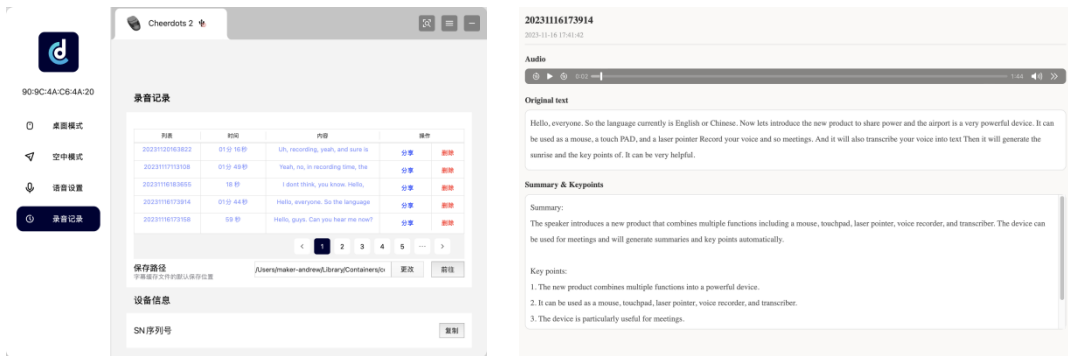 Cheerdots 2
90:9C:4A:C6:4A:20
桌面模式
空中模式
语音设置
录音记录
录音记录
列表 时间 内容 操作
20231120163822 01分 16秒 Uh, recording, yeah, and sure is 分享 删除
20231117113108 01分 49秒 Yeah, no, in recording time, the 分享 删除
20231116183655 18 秒 I dont think, you know. Hello, 分享 删除
20231116173914 01分 44秒 Hello, everyone. So the language 分享 删除
20231116173158 59 秒 Hello, guys. Can you hear me now? 分享 删除
< 1 2 3 4 5 ··· >
保存路径 /Users/maker-andrew/Library/Containers/c 更改 前往
字幕缓存文件的默认保存位置
设备信息
SN序列号 复制
20231116173914
2023-11-16 17:41:42
Audio
0:02 1:44
Original text
Hello, everyone. So the language currently is English or Chinese. Now lets introduce the new product to share power and the airport is a very powerful device. It can
be used as a mouse, a touch PAD, and a laser pointer Record your voice and so meetings. And it will also transcribe your voice into text Then it will generate the
sunrise and the key points of. It can be very helpful.
Summary & Keypoints
Summary:
The speaker introduces a new product that combines multiple functions including a mouse, touchpad, laser pointer, voice recorder, and transcriber. The device can
be used for meetings and will generate summaries and key points automatically.
Key points:
1. The new product combines multiple functions into a powerful device.
2. It can be used as a mouse, touchpad, laser pointer, voice recorder, and transcriber.
3. The device is particularly useful for meetings.